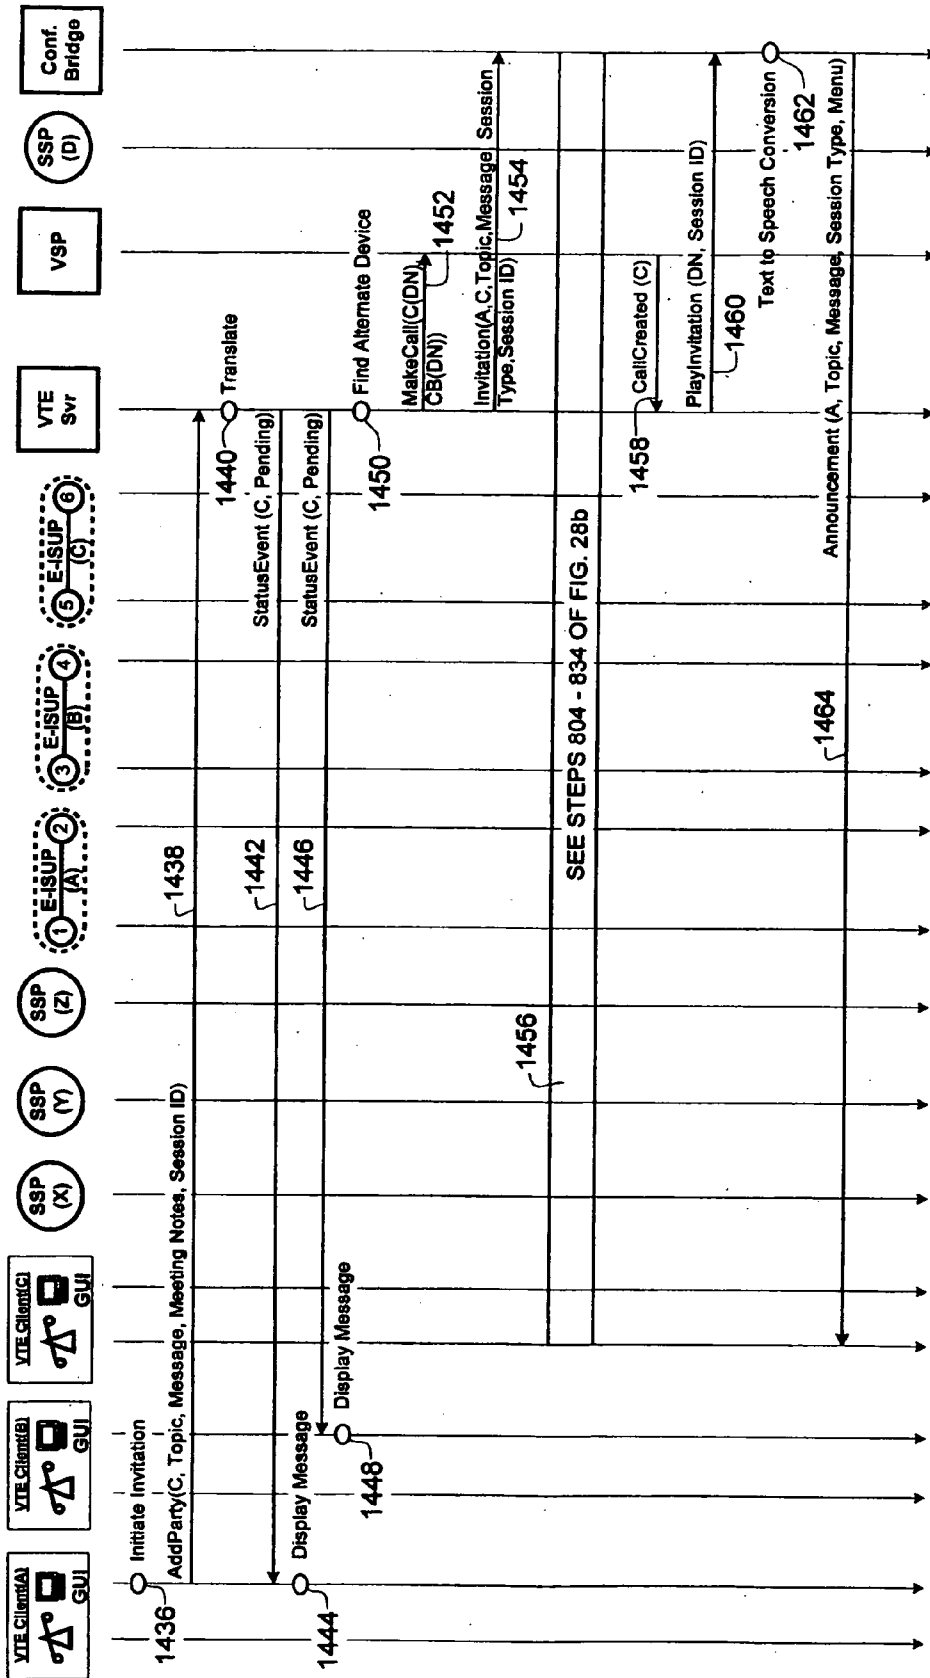 VTE Client(A)
GUI
VTE Client(B)
GUI
VTE Client(C)
GUI
SSP
(X)
SSP
(Y)
SSP
(Z)
1
E-ISUP
(A)
2
3
E-ISUP
(B)
4
5
E-ISUP
(C)
6
VTE
Svr
VSP
SSP
(D)
Conf.
Bridge
Initiate Invitation
1436
AddParty(C, Topic, Message, Meeting Notes, Session ID)
1438
Translate
1440
StatusEvent (C, Pending)
1442
Display Message
1444
StatusEvent (C, Pending)
1446
Display Message
1448
Find Alternate Device
1450
MakeCall(C(DN),
CB(DN))
1452
Invitation(A,C,Topic,Message, Session
Type,Session ID)
1454
1456
SEE STEPS 804 - 834 OF FIG. 28b
CallCreated (C)
1458
PlayInvitation (DN, Session ID)
1460
Text to Speech Conversion
1462
Announcement (A, Topic, Message, Session Type, Menu)
1464